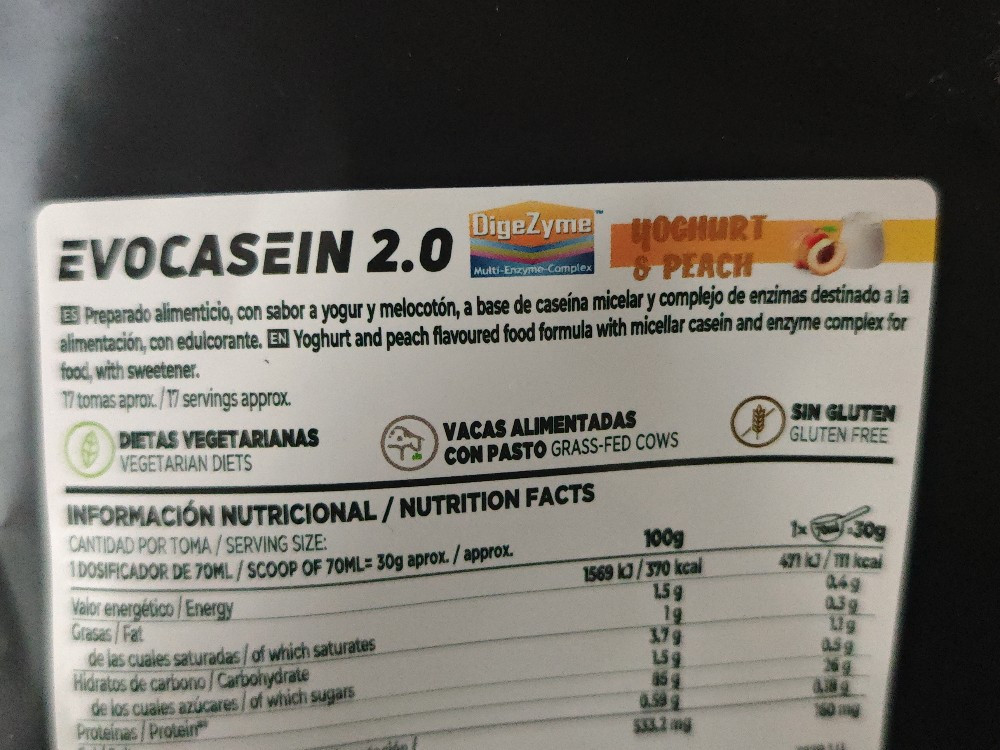 EVOCASEIN 2.0
DigeZyme™
Multi-Enzyme-Complex
YOGHURT
& PEACH
ES Preparado alimenticio, con sabor a yogur y melocotón, a base de caseína micelar y complejo de enzimas destinado a la
alimentación, con edulcorante. EN Yoghurt and peach flavoured food formula with micellar casein and enzyme complex for
food, with sweetener.
17 tomas aprox. / 17 servings approx.
DIETAS VEGETARIANAS
VEGETARIAN DIETS
VACAS ALIMENTADAS
CON PASTO GRASS-FED COWS
SIN GLUTEN
GLUTEN FREE
INFORMACIÓN NUTRICIONAL / NUTRITION FACTS
CANTIDAD POR TOMA / SERVING SIZE:
1 DOSIFICADOR DE 70ML / SCOOP OF 70ML= 30g aprox. / approx. 100g 1x =30g
Valor energético / Energy 1569 kJ / 370 kcal 471 kJ / 111 kcal
Grasas / Fat 1.5 g 0.4 g
de las cuales saturadas / of which saturates 1 g 0.3 g
Hidratos de carbono / Carbohydrate 3.7 g 1.1 g
de los cuales azúcares / of which sugars 1.5 g 0.5 g
Proteínas / Protein 85 g 26 g
0.59 g 0.18 g
533.2 mg 160 mg